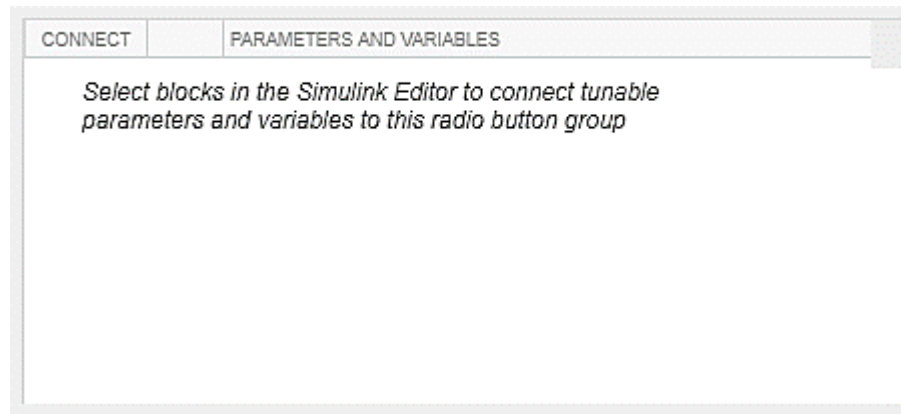 CONNECT PARAMETERS AND VARIABLES
Select blocks in the Simulink Editor to connect tunable
parameters and variables to this radio button group